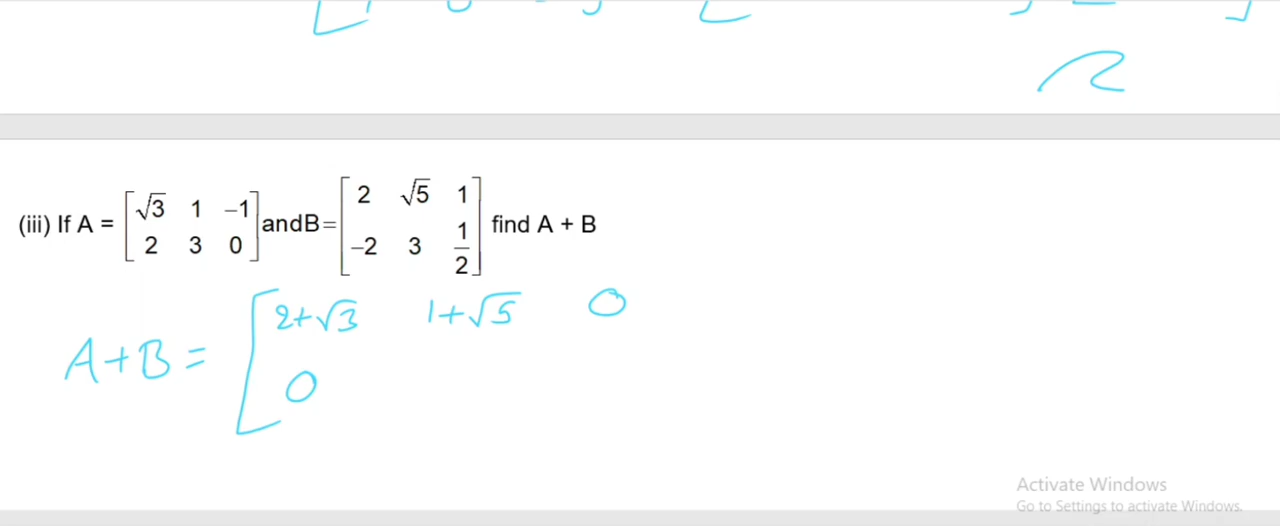 (iii) If A = [√3 1 –1; 2 3 0] and B = [2 √5 1; –2 3 1/2] find A + B
A+B = [2+√3 1+√5 0
0
Activate Windows
Go to Settings to activate Windows.